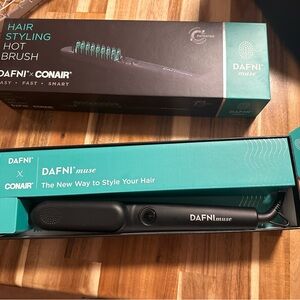 HAIR
STYLING
HOT
BRUSH
DAFNI x CONAIR
EASY • FAST • SMART
DAFNI
muse
DAFNI
X
CONAIR
DAFNI muse
The New Way to Style Your Hair
DAFNI muse